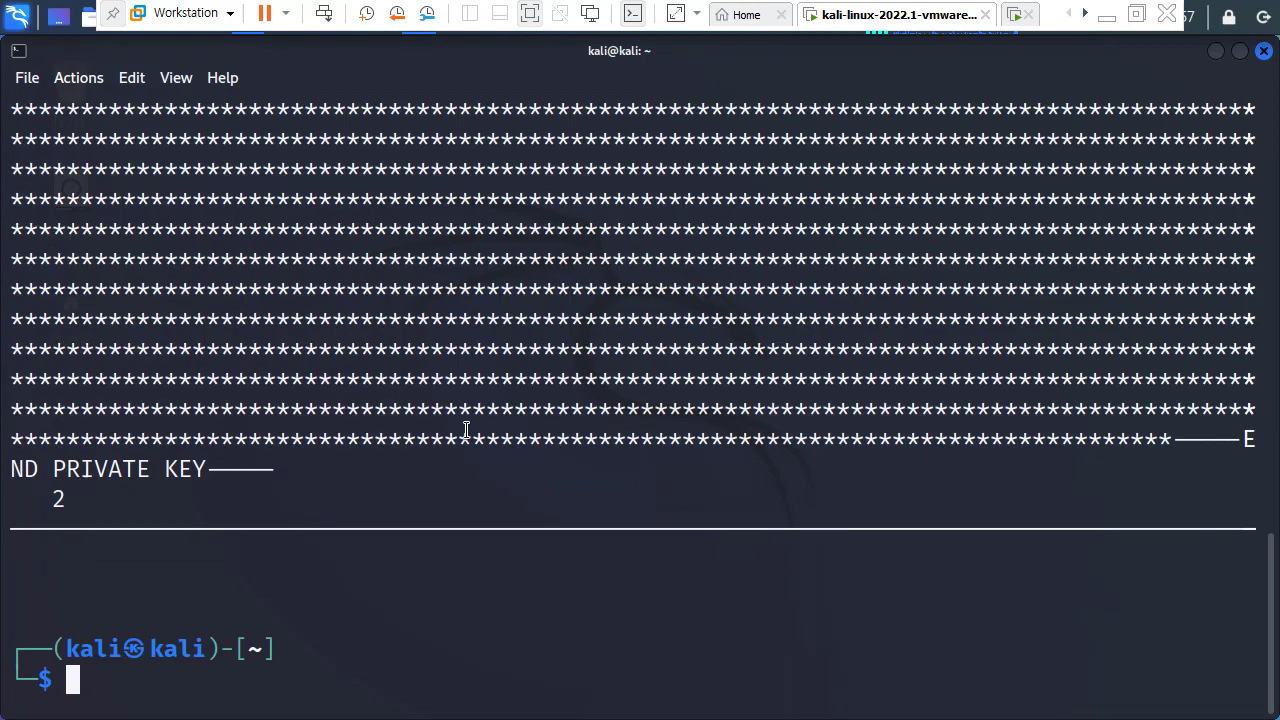 Workstation Home kali-linux-2022.1-vmware... 57
kali@kali: ~
File Actions Edit View Help
*****************************************************************************************
*****************************************************************************************
*****************************************************************************************
*****************************************************************************************
*****************************************************************************************
*****************************************************************************************
*****************************************************************************************
*****************************************************************************************
*****************************************************************************************
*****************************************************************************************
*****************************************************************************************
***********************************************************************************—————E
ND PRIVATE KEY—————
2
┌──(kali㉿kali)-[~]
└─$